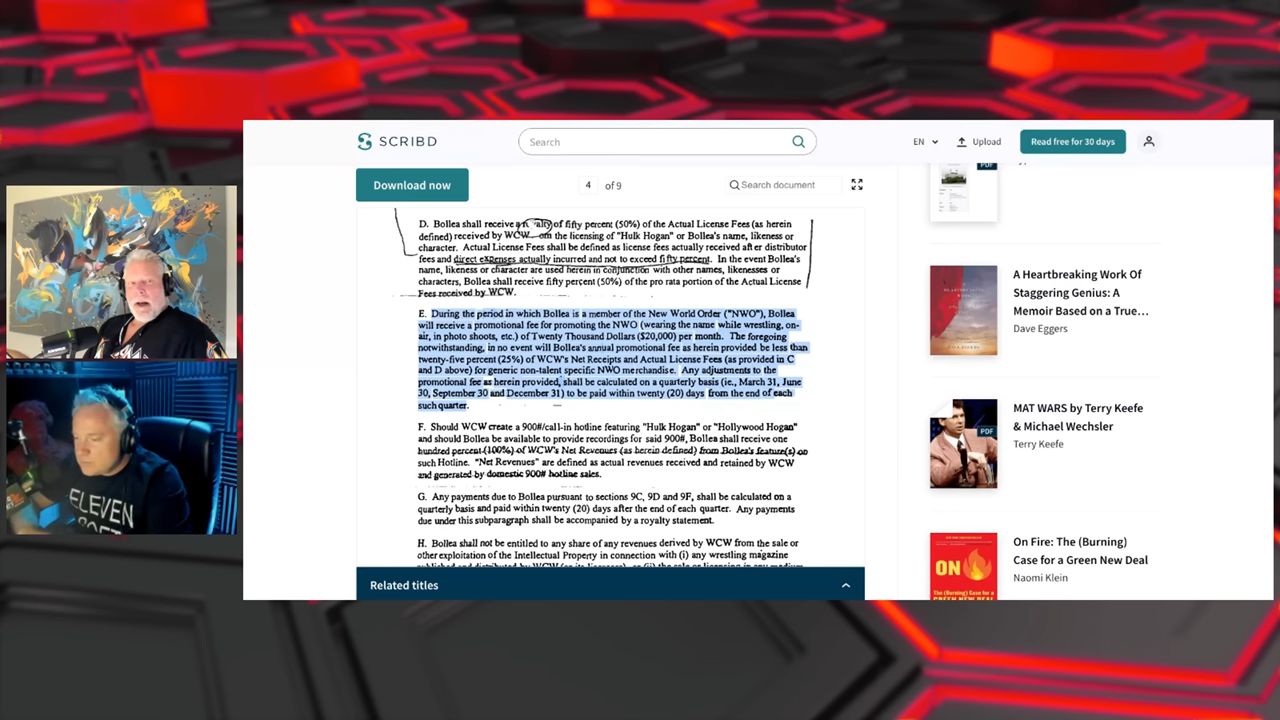 SCRIBD
Search
EN
Upload
Read free for 30 days
Download now
4 of 9
Search document
PDF
D. Bollea shall receive a of fifty percent (50%) of the Actual License Fees (as herein
defined) received by WCW from the licensing of "Hulk Hogan" or Bollea's name, likeness or
character. Actual License Fees shall be defined as license fees actually received after distributor
fees and direct expenses actually incurred and not to exceed fifty percent. In the event Bollea's
name, likeness or character are used herein in conjunction with other names, likenesses or
characters, Bollea shall receive fifty percent (50%) of the pro rata portion of the Actual License
Fees received by WCW.
E. During the period in which Bollea is a member of the New World Order ("NWO"), Bollea
will receive a promotional fee for promoting the NWO (wearing the name while wrestling, on-
air, in photo shoots, etc.) of Twenty Thousand Dollars ($20,000) per month. The foregoing
notwithstanding, in no event will Bollea's annual promotional fee as herein provided be less than
twenty-five percent (25%) of WCW's Net Receipts and Actual License Fees (as provided in C
and D above) for generic non-talent specific NWO merchandise. Any adjustments to the
promotional fee as herein provided, shall be calculated on a quarterly basis (ie., March 31, June
30, September 30 and December 31) to be paid within twenty (20) days from the end of each
such quarter.
F. Should WCW create a 900#/call-in hotline featuring "Hulk Hogan" or "Hollywood Hogan"
and should Bollea be available to provide recordings for said 900#, Bollea shall receive one
hundred percent (100%) of WCW's Net Revenues (as herein defined) from Bollea's feature(s) on
such Hotline. "Net Revenues" are defined as actual revenues received and retained by WCW
and generated by domestic 900# hotline sales.
G. Any payments due to Bollea pursuant to sections 9C, 9D and 9F, shall be calculated on a
quarterly basis and paid within twenty (20) days after the end of each quarter. Any payments
due under this subparagraph shall be accompanied by a royalty statement.
H. Bollea shall not be entitled to any share of any revenues derived by WCW from the sale or
other exploitation of the Intellectual Property in connection with (i) any wrestling magazine
Related titles
A Heartbreaking Work Of
Staggering Genius: A
Memoir Based on a True...
Dave Eggers
PDF
MAT WARS by Terry Keefe
& Michael Wechsler
Terry Keefe
On Fire: The (Burning)
Case for a Green New Deal
Naomi Klein
ON
The (Burning) Case for a
GREEN NEW DEAL
ELEVEN